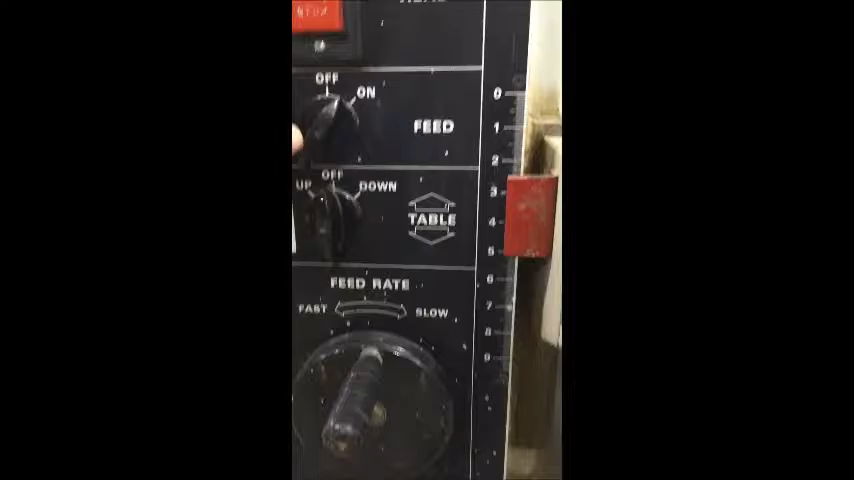 OFF
ON
FEED
UP OFF DOWN
TABLE
FEED RATE
FAST SLOW
0
1
2
3
4
5
6
7
8
9